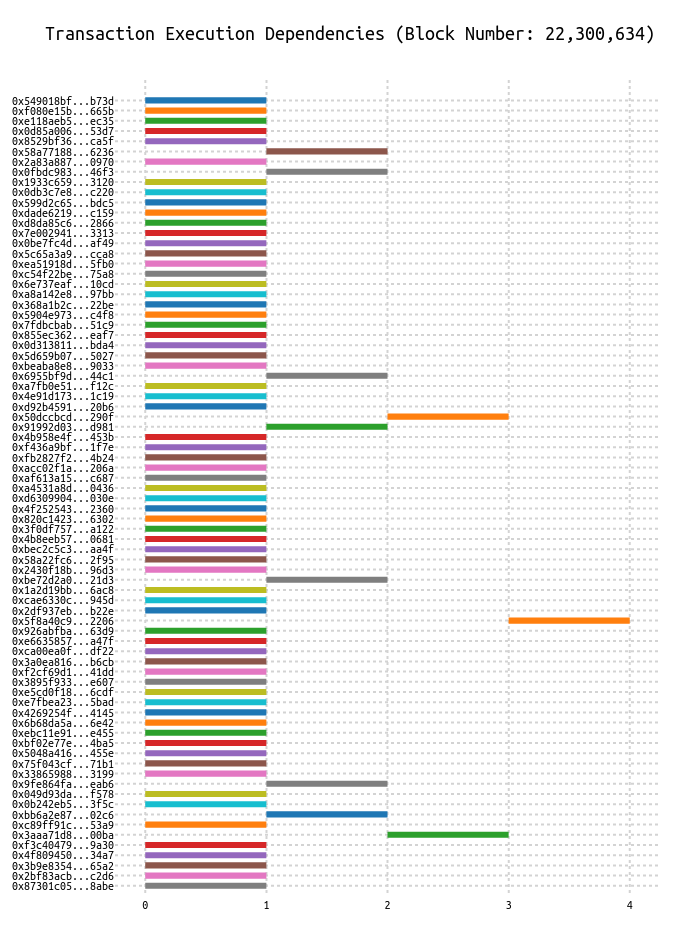 Transaction Execution Dependencies (Block Number: 22,300,634)
0x549018bf...b73d
0xf080e15b...665b
0xe118aeb5...ec35
0x0d85a006...53d7
0x8529bf36...ca5f
0x58a77188...6236
0x2a83a887...0970
0x0fbdc983...46f3
0x1933c659...3120
0x0db3c7e8...c220
0x599d2c65...bdc5
0xdade6219...c159
0xd8da85c6...2866
0x7e002941...3313
0x0be7fc4d...af49
0x5c65a3a9...cca8
0xea51918d...5fb0
0xc54f22be...75a8
0x6e737eaf...10cd
0xa8a142e8...97bb
0x368a1b2c...22be
0x5904e973...c4f8
0x7fdbcbab...51c9
0x855ec362...eaf7
0x0d313811...bda4
0x5d659b07...5027
0xbeaba8e8...9033
0x6955bf9d...44c1
0xa7fb0e51...f12c
0x4e91d173...1c19
0xd92b4591...20b6
0x50dccbcd...290f
0x91992d03...d981
0x4b958e4f...453b
0xf436a9bf...1f7e
0xfb2827f2...4b24
0xacc02f1a...206a
0xaf613a15...c687
0xa4531a8d...0436
0xd6309904...030e
0x4f252543...2360
0x820c1423...6302
0x3f0df757...a122
0x4b8eeb57...0681
0xbec2c5c3...aa4f
0x58a22fc6...2f95
0x2430f18b...96d3
0xbe72d2a0...21d3
0x1a2d19bb...6ac8
0xcae6330c...945d
0x2df937eb...b22e
0x5f8a40c9...2206
0x926abfba...63d9
0xe6635857...a47f
0xca00ea0f...df22
0x3a0ea816...b6cb
0xf2cf69d1...41dd
0x3895f933...e607
0xe5cd0f18...6cdf
0xe7fbea23...5bad
0x4269254f...4145
0x6b68da5a...6e42
0xebc11e91...e455
0xbf02e77e...4ba5
0x5048a416...455e
0x75f043cf...71b1
0x33865988...3199
0x9fe864fa...eab6
0x049d93da...f578
0x0b242eb5...3f5c
0xbb6a2e87...02c6
0xc89ff91c...53a9
0x3aaa71d8...00ba
0xf3c40479...9a30
0x4f809450...34a7
0x3b9e8354...65a2
0x2bf83acb...c2d6
0x87301c05...8abe
0 1 2 3 4